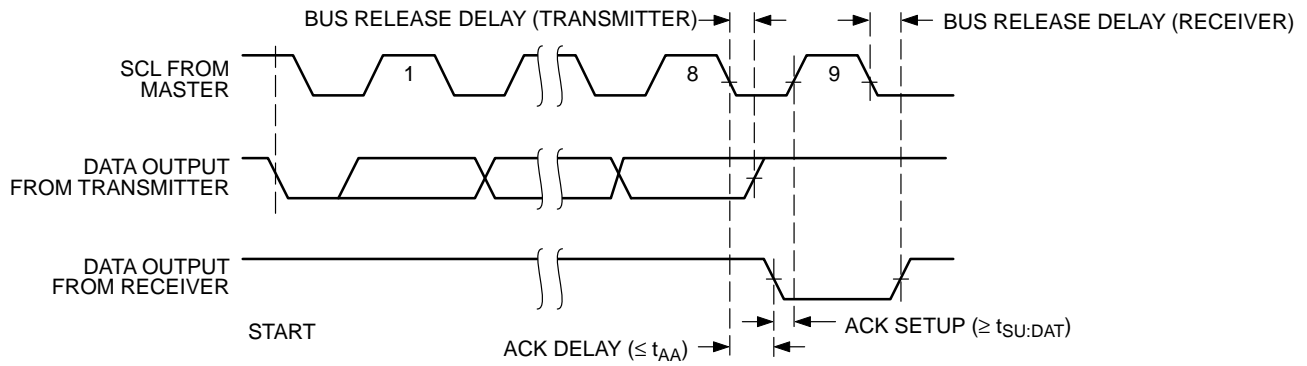 BUS RELEASE DELAY (TRANSMITTER)
BUS RELEASE DELAY (RECEIVER)
SCL FROM
MASTER
1
8
9
DATA OUTPUT
FROM TRANSMITTER
DATA OUTPUT
FROM RECEIVER
START
ACK SETUP (≥ tSU:DAT)
ACK DELAY (≤ tAA)